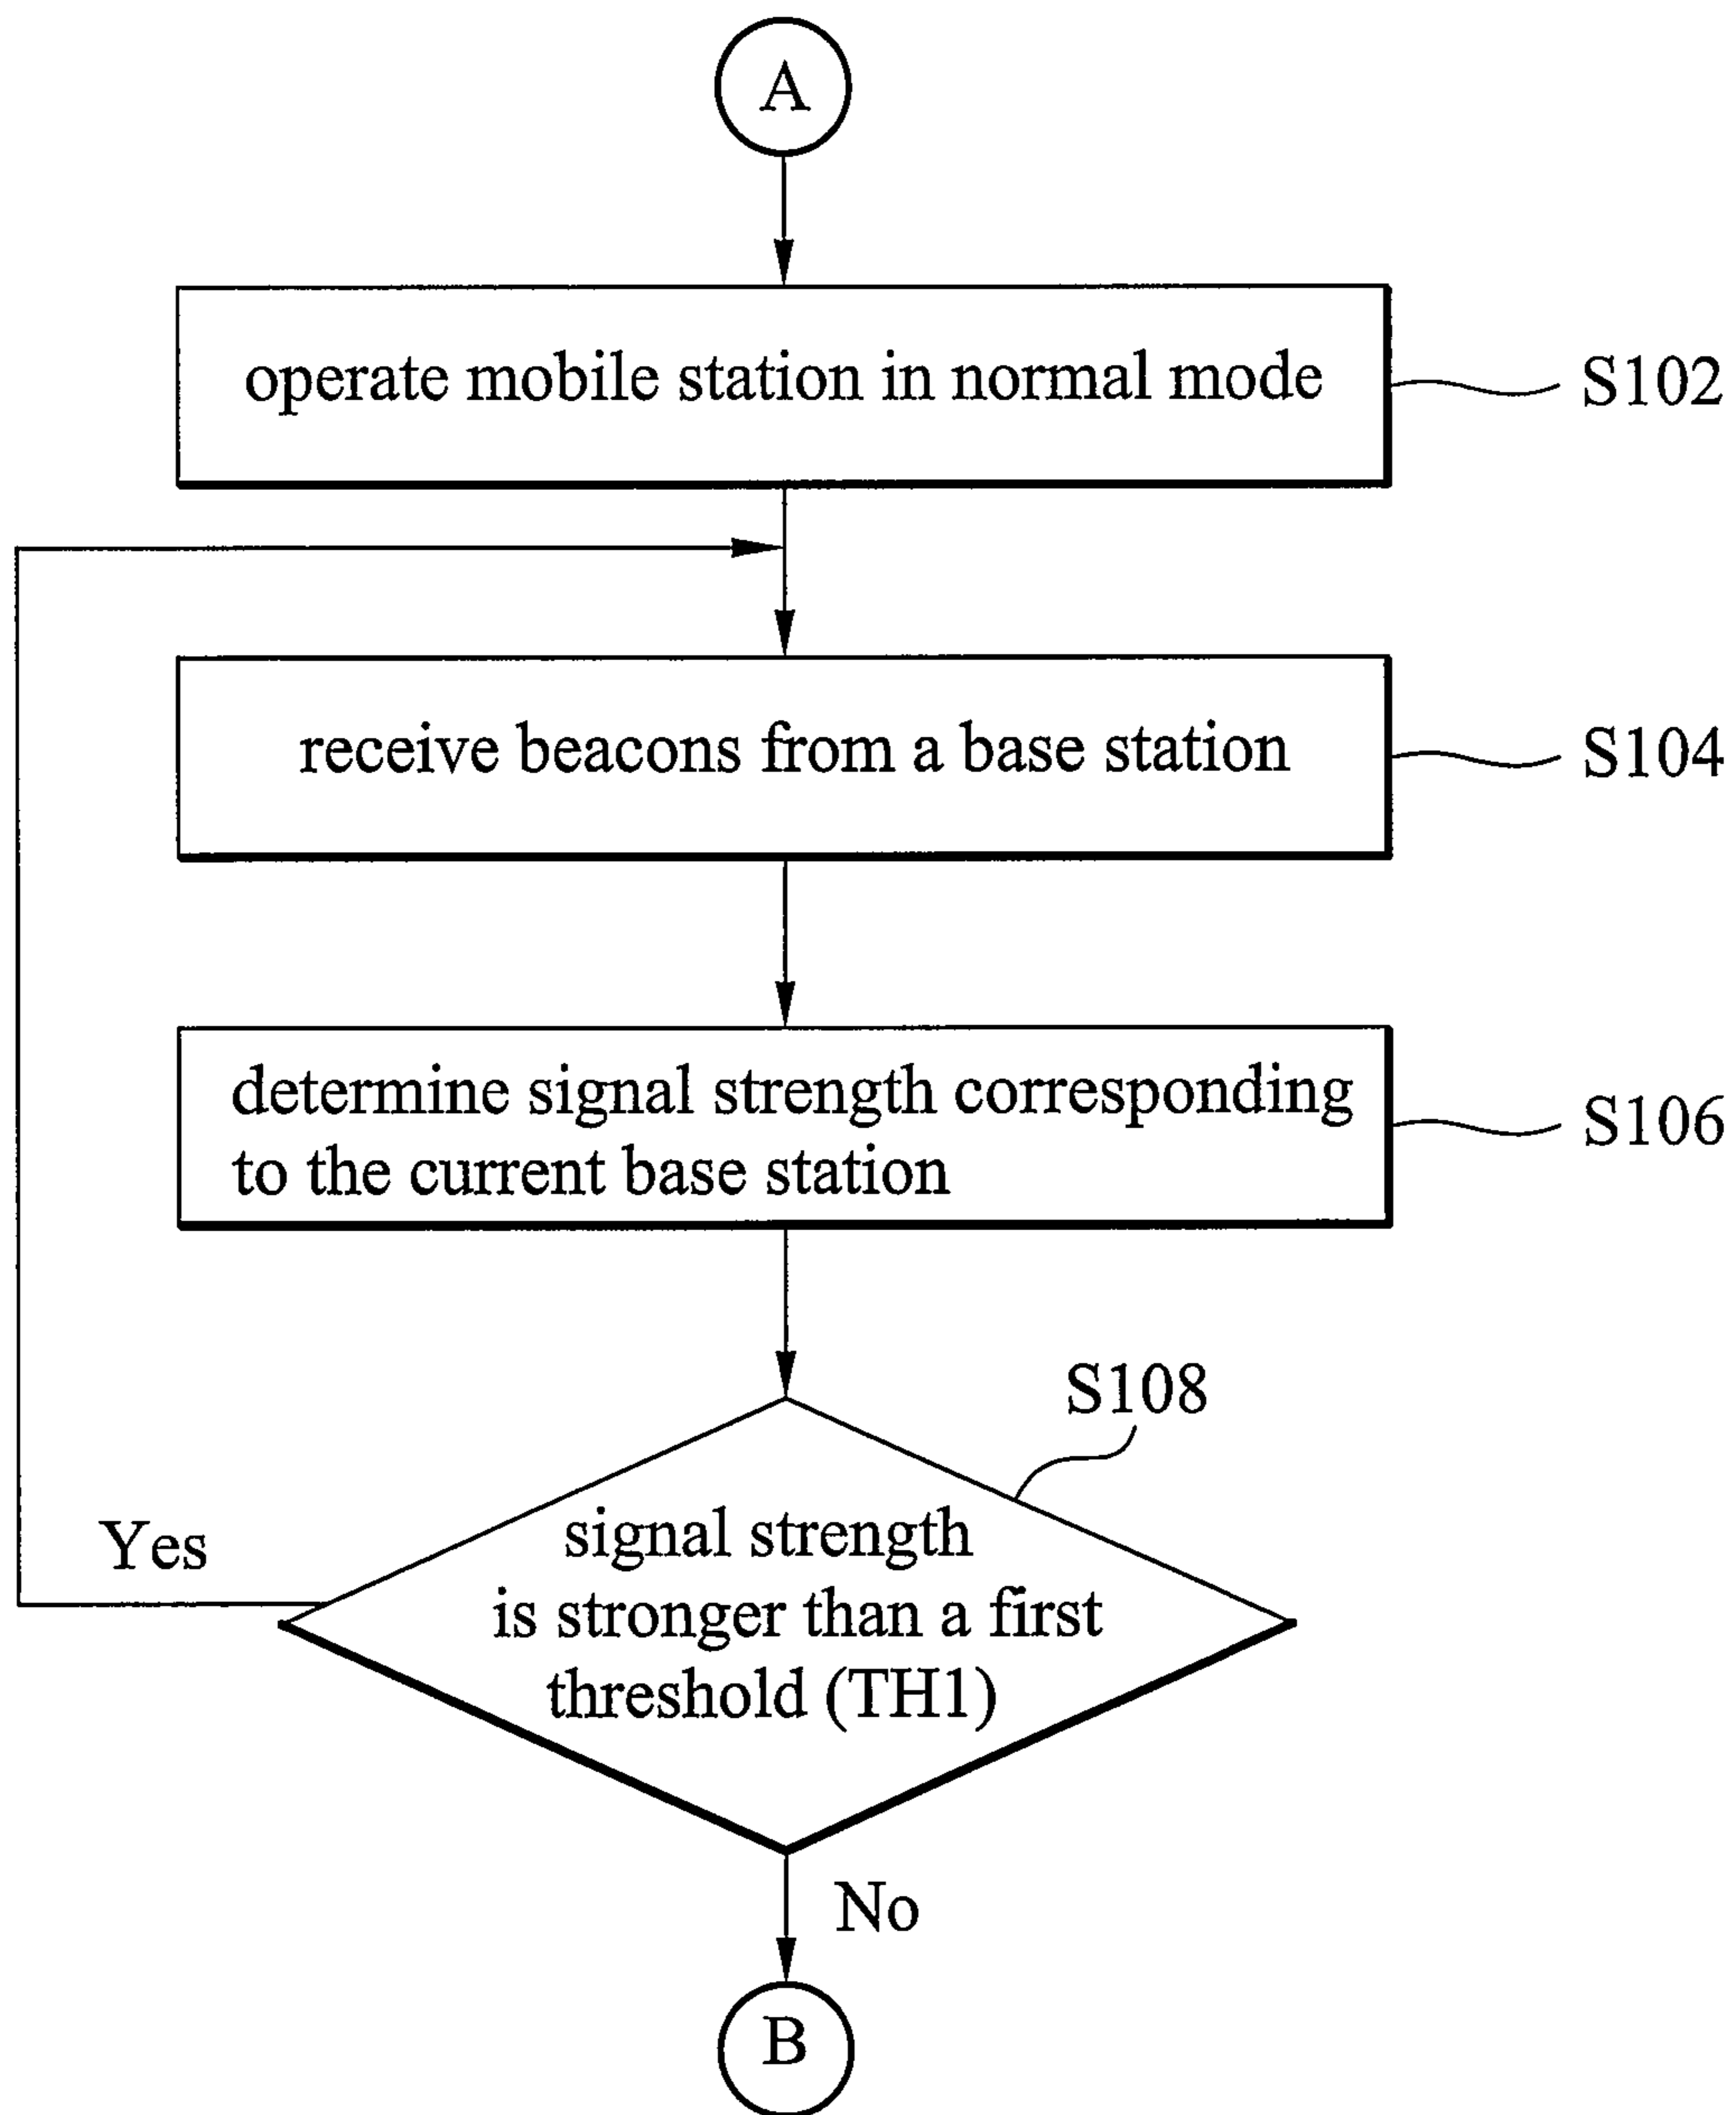 A
operate mobile station in normal mode
S102
receive beacons from a base station
S104
determine signal strength corresponding
to the current base station
S106
S108
signal strength
is stronger than a first
threshold (TH1)
Yes
No
B